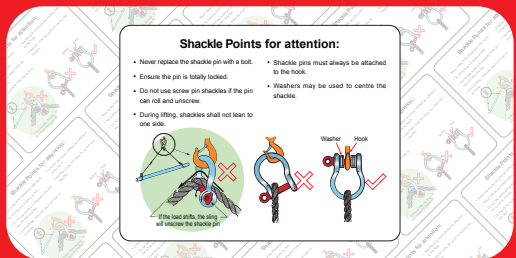 Shackle Points for attention:
• Never replace the shackle pin with a bolt.
• Ensure the pin is totally locked.
• Do not use screw pin shackles if the pin
can roll and unscrew.
• During lifting, shackles shall not lean to
one side.
• Shackle pins must always be attached
to the hook.
• Washers may be used to centre the
shackle.
Washer Hook
If the load shifts, the sling
will unscrew the shackle pin